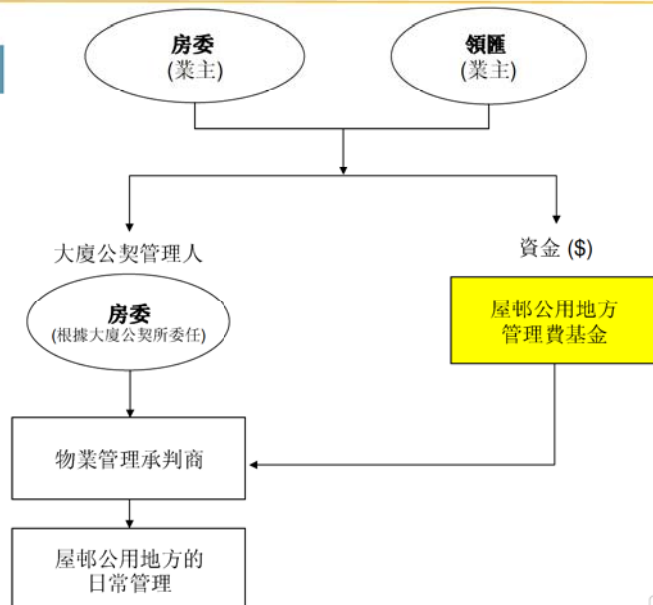 房委
(業主)
領匯
(業主)
大廈公契管理人
資金 ($)
房委
(根據大廈公契所委任)
屋邨公用地方
管理費基金
物業管理承判商
屋邨公用地方的
日常管理